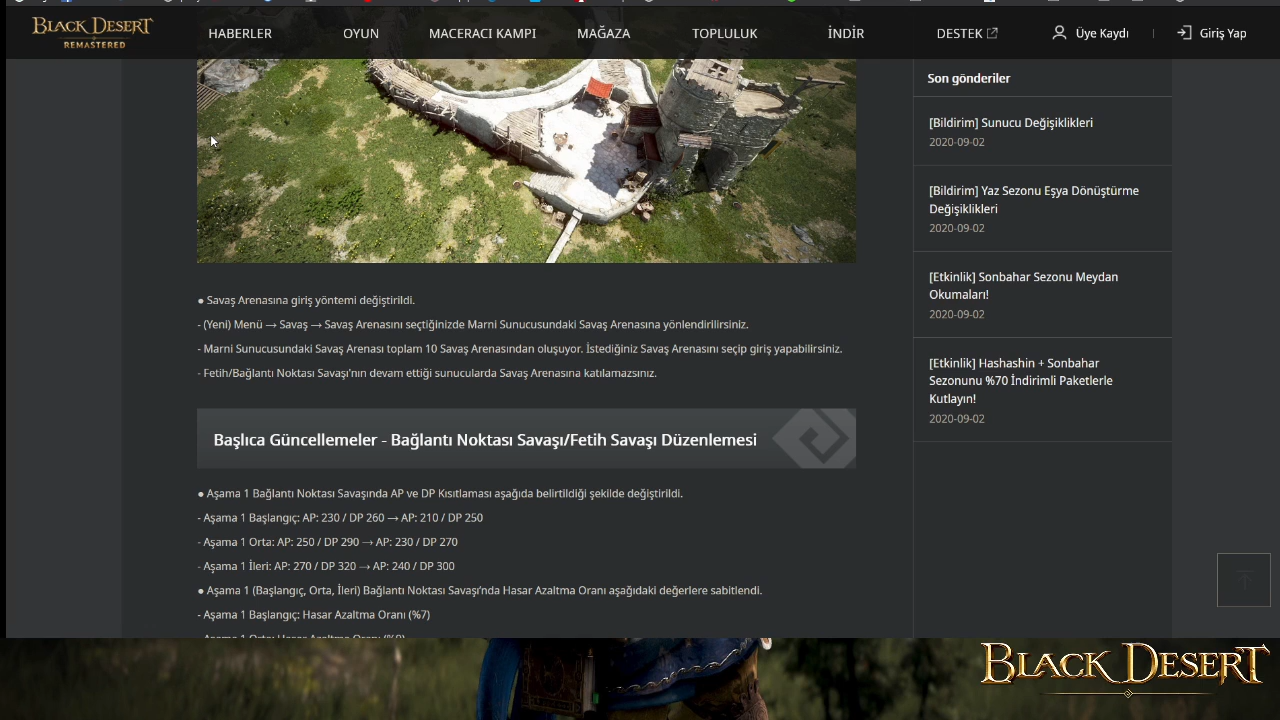 BLACK DESERT
REMASTERED
HABERLER
OYUN
MACERACI KAMPI
MAĞAZA
TOPLULUK
İNDİR
DESTEK
Üye Kaydı
Giriş Yap
● Savaş Arenasına giriş yöntemi değiştirildi.
- (Yeni) Menü → Savaş → Savaş Arenasını seçtiğinizde Marni Sunucusundaki Savaş Arenasına yönlendirilirsiniz.
- Marni Sunucusundaki Savaş Arenası toplam 10 Savaş Arenasından oluşuyor. İstediğiniz Savaş Arenasını seçip giriş yapabilirsiniz.
- Fetih/Bağlantı Noktası Savaşı'nın devam ettiği sunucularda Savaş Arenasına katılamazsınız.
Başlıca Güncellemeler - Bağlantı Noktası Savaşı/Fetih Savaşı Düzenlemesi
● Aşama 1 Bağlantı Noktası Savaşında AP ve DP Kısıtlaması aşağıda belirtildiği şekilde değiştirildi.
- Aşama 1 Başlangıç: AP: 230 / DP 260 → AP: 210 / DP 250
- Aşama 1 Orta: AP: 250 / DP 290 → AP: 230 / DP 270
- Aşama 1 İleri: AP: 270 / DP 320 → AP: 240 / DP 300
● Aşama 1 (Başlangıç, Orta, İleri) Bağlantı Noktası Savaşı'nda Hasar Azaltma Oranı aşağıdaki değerlere sabitlendi.
- Aşama 1 Başlangıç: Hasar Azaltma Oranı (%7)
- Aşama 1 Orta: Hasar Azaltma Oranı (%9)
Son gönderiler
[Bildirim] Sunucu Değişiklikleri
2020-09-02
[Bildirim] Yaz Sezonu Eşya Dönüştürme
Değişiklikleri
2020-09-02
[Etkinlik] Sonbahar Sezonu Meydan
Okumaları!
2020-09-02
[Etkinlik] Hashashin + Sonbahar
Sezonunu %70 İndirimli Paketlerle
Kutlayın!
2020-09-02
BLACK DESERT